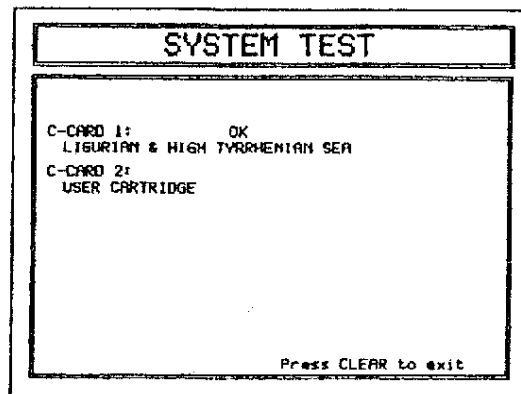 SYSTEM TEST
C-CARD 1: OK
LIGURIAN & HIGH TYRRHENIAN SEA
C-CARD 2:
USER CARTRIDGE
Press CLEAR to exit